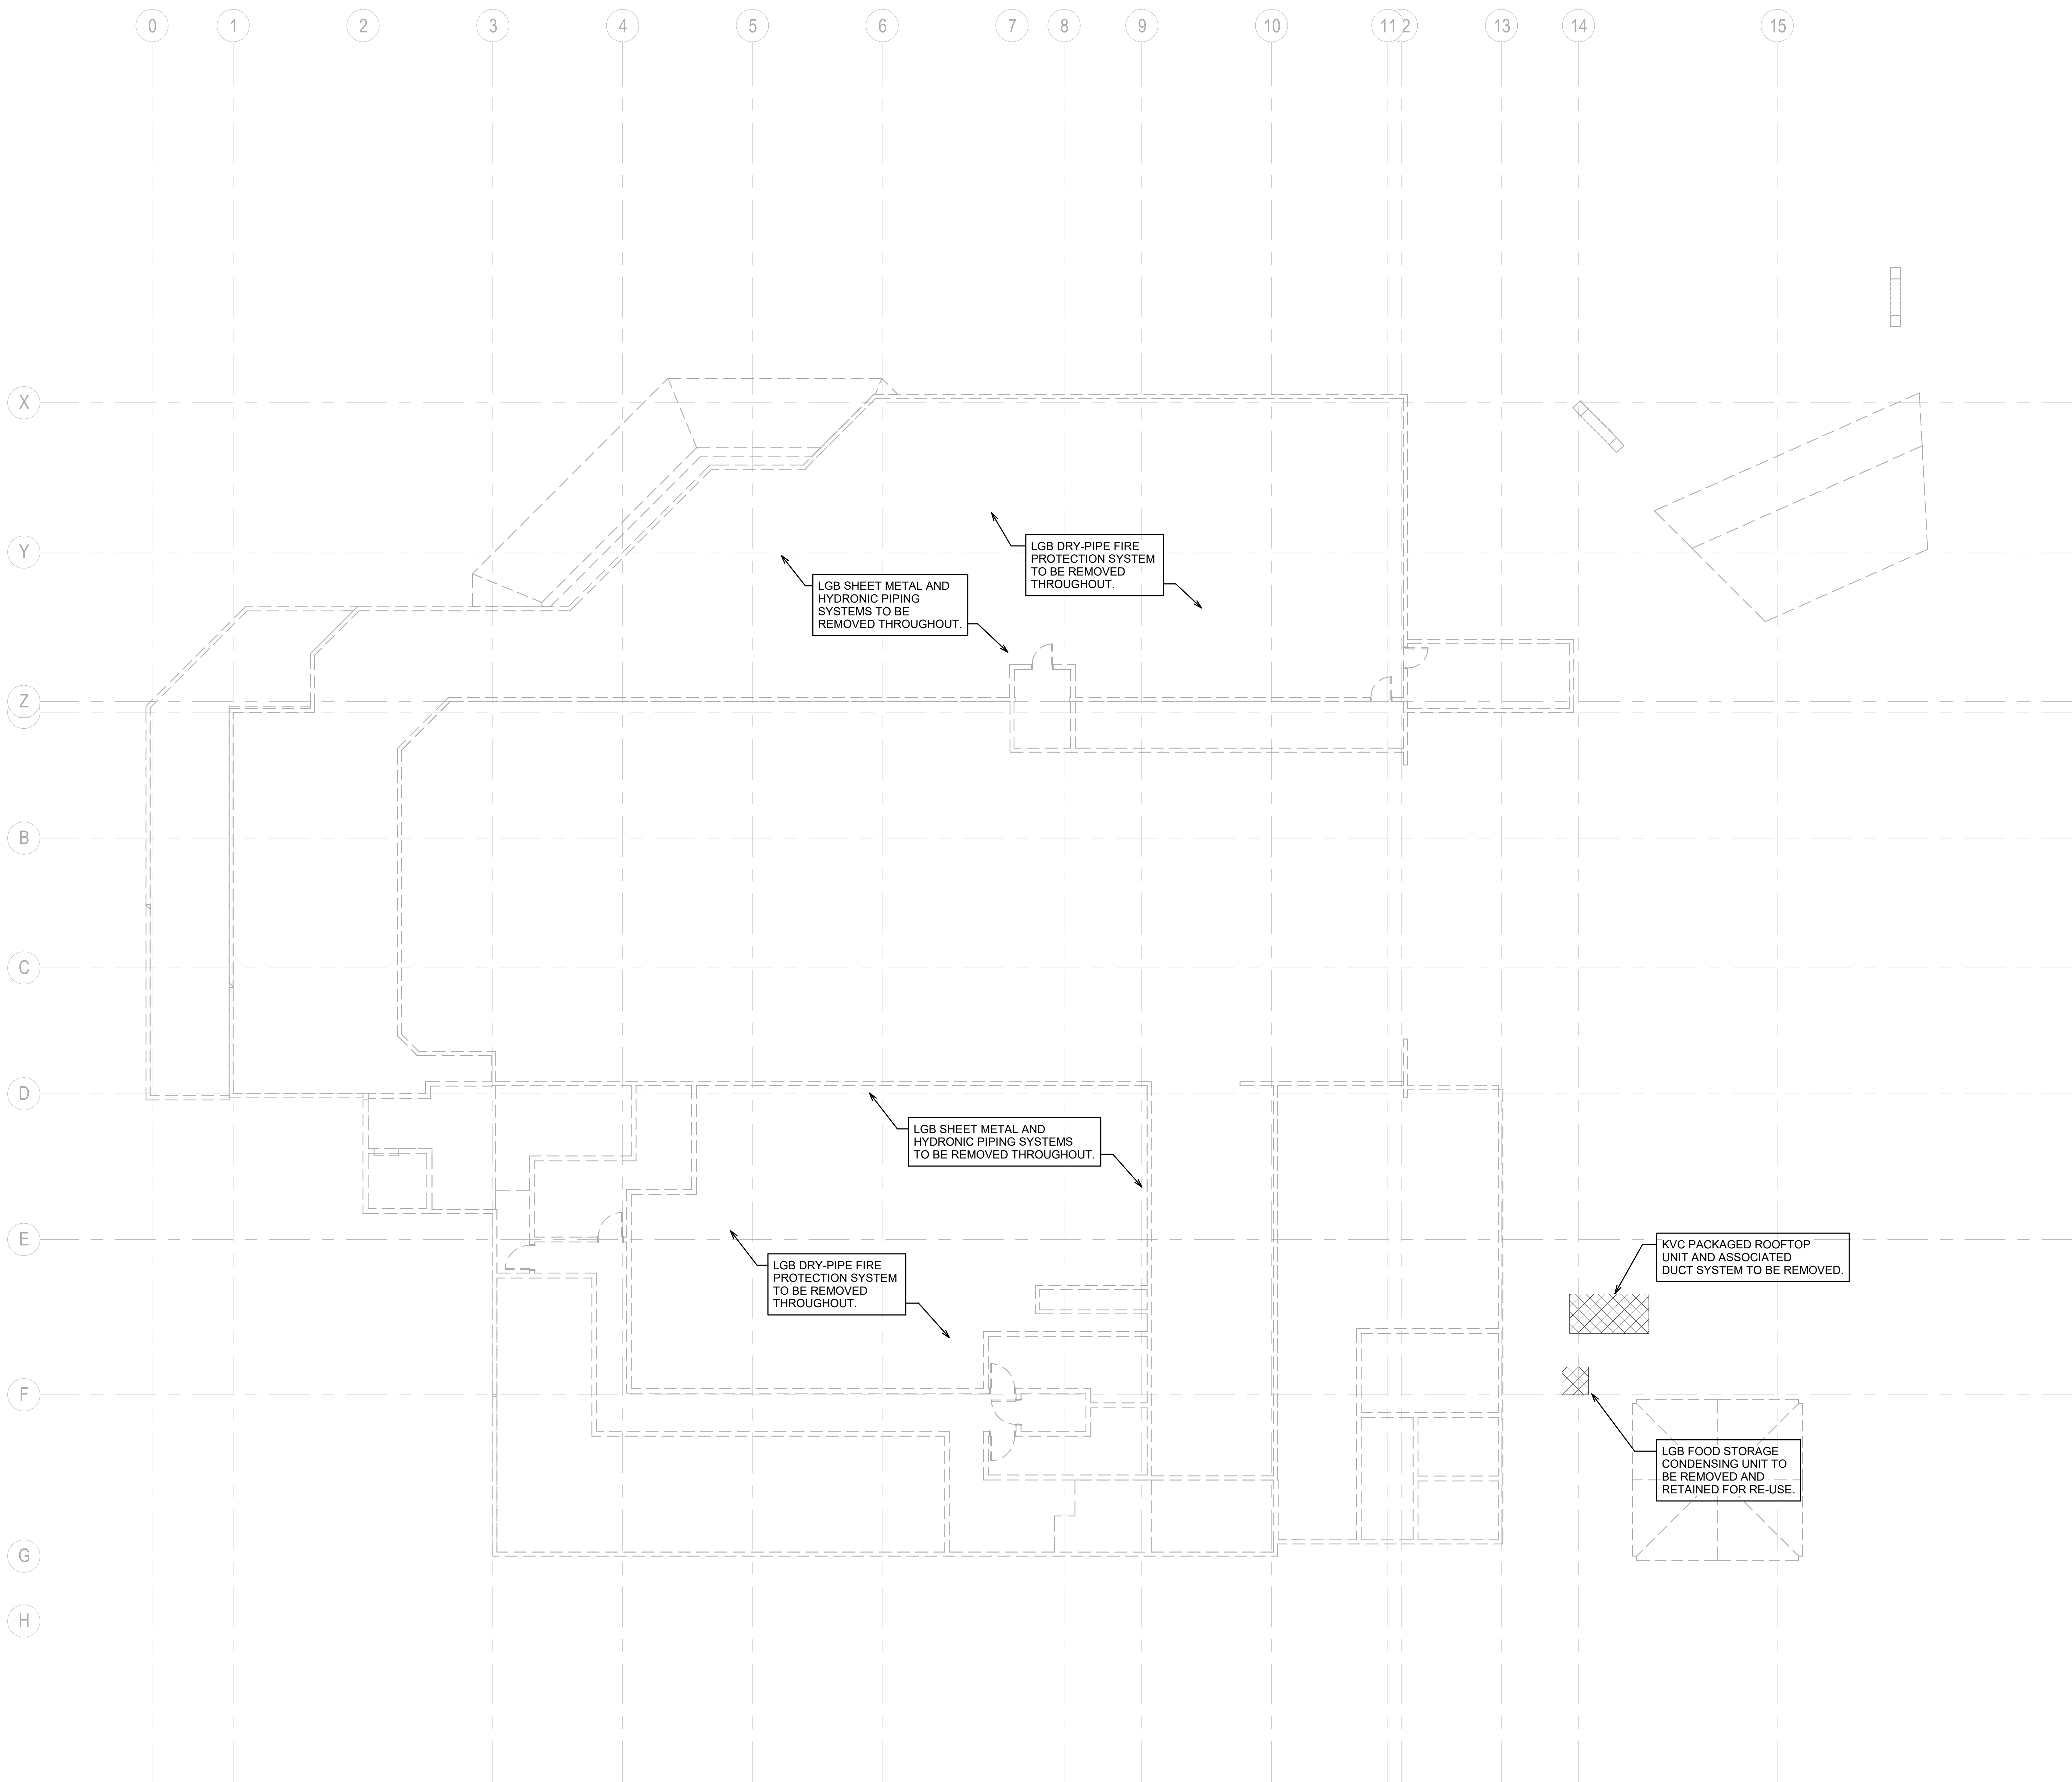 0
1
2
3
4
5
6
7
8
9
10
11
2
13
14
15
X
Y
LGB DRY-PIPE FIRE
PROTECTION SYSTEM
TO BE REMOVED
THROUGHOUT.
LGB SHEET METAL AND
HYDRONIC PIPING
SYSTEMS TO BE
REMOVED THROUGHOUT.
Z
B
C
D
LGB SHEET METAL AND
HYDRONIC PIPING SYSTEMS
TO BE REMOVED THROUGHOUT.
E
KVC PACKAGED ROOFTOP
UNIT AND ASSOCIATED
DUCT SYSTEM TO BE REMOVED.
LGB DRY-PIPE FIRE
PROTECTION SYSTEM
TO BE REMOVED
THROUGHOUT.
F
LGB FOOD STORAGE
CONDENSING UNIT TO
BE REMOVED AND
RETAINED FOR RE-USE.
G
H